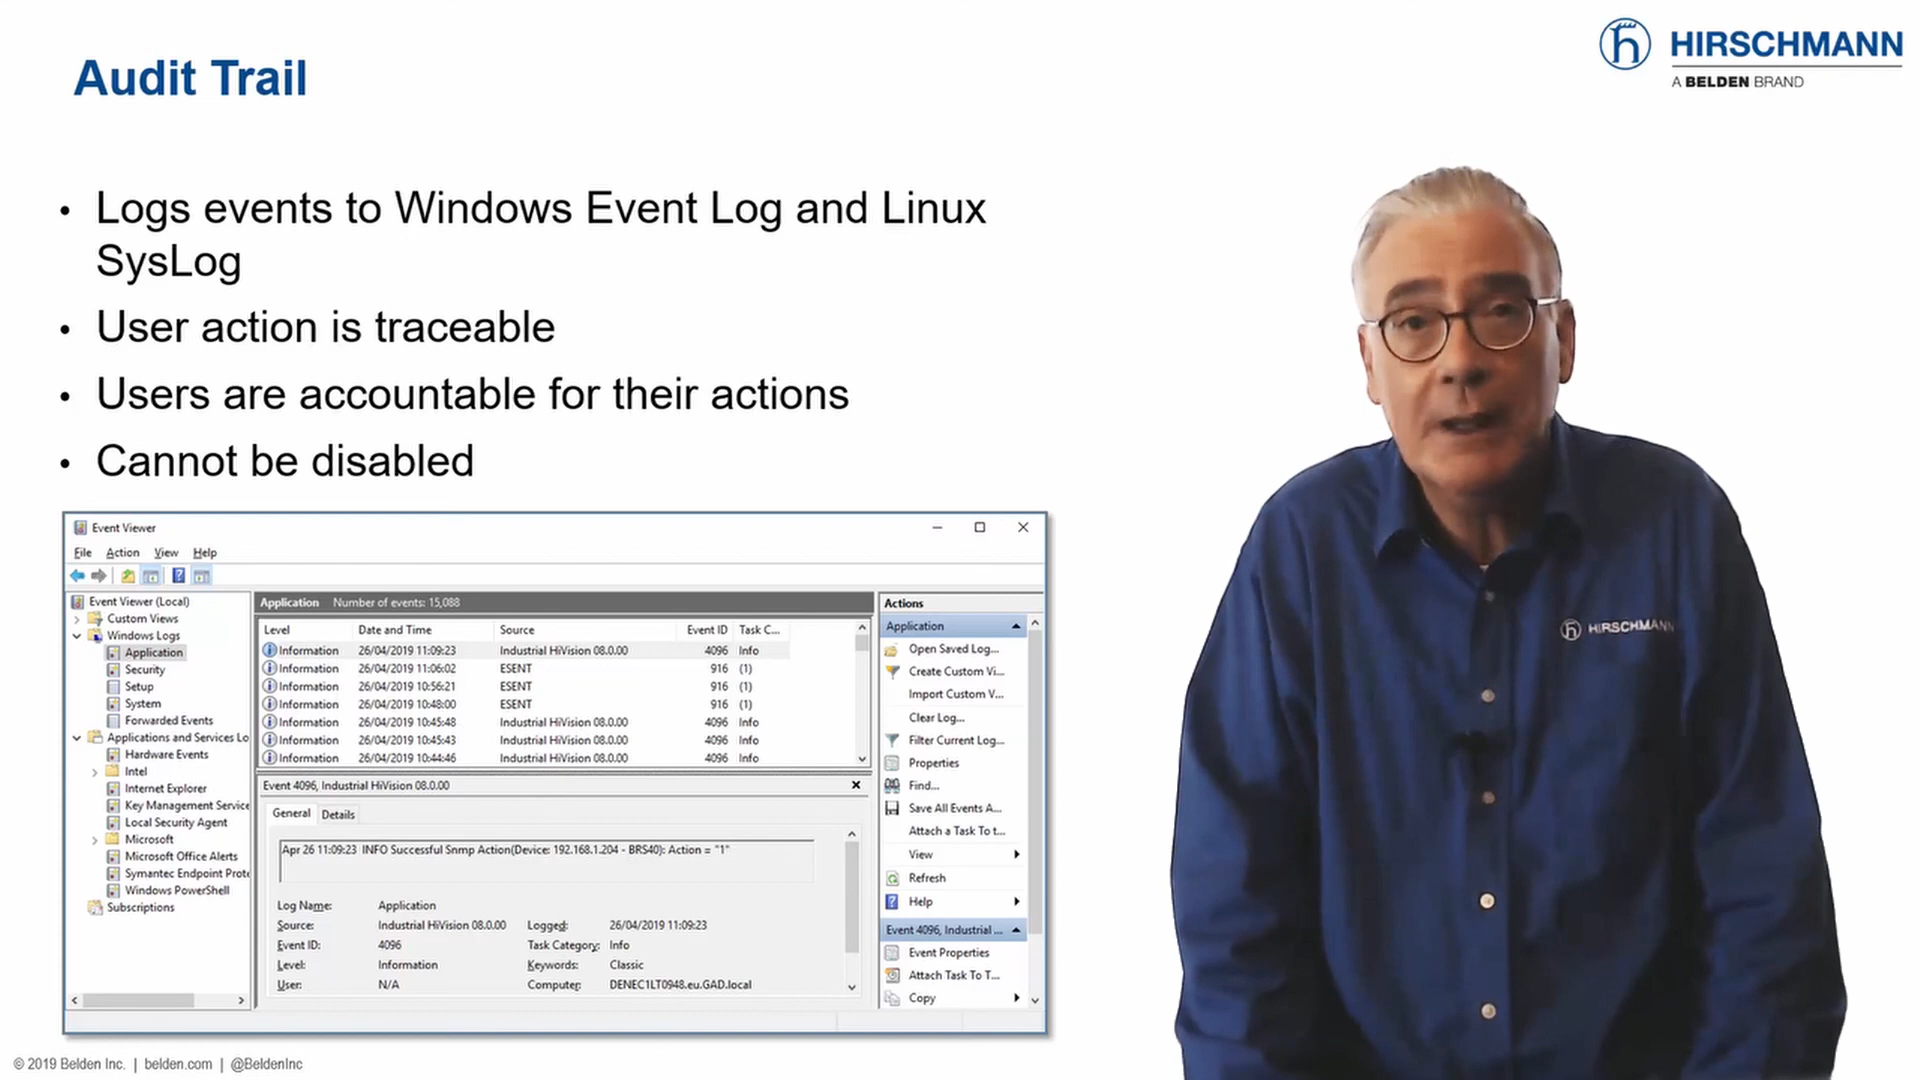 Audit Trail
HIRSCHMANN
A BELDEN BRAND
• Logs events to Windows Event Log and Linux
SysLog
• User action is traceable
• Users are accountable for their actions
• Cannot be disabled
Event Viewer
File Action View Help
Event Viewer (Local)
Custom Views
Windows Logs
Application
Security
Setup
System
Forwarded Events
Applications and Services Lo
Hardware Events
Intel
Internet Explorer
Key Management Service
Local Security Agent
Microsoft
Microsoft Office Alerts
Symantec Endpoint Prote
Windows PowerShell
Subscriptions
Application Number of events: 15,088
Level Date and Time Source Event ID Task C...
Information 26/04/2019 11:09:23 Industrial HiVision 08.0.00 4096 Info
Information 26/04/2019 11:06:02 ESENT 916 (1)
Information 26/04/2019 10:56:21 ESENT 916 (1)
Information 26/04/2019 10:48:00 ESENT 916 (1)
Information 26/04/2019 10:45:48 Industrial HiVision 08.0.00 4096 Info
Information 26/04/2019 10:45:43 Industrial HiVision 08.0.00 4096 Info
Information 26/04/2019 10:44:46 Industrial HiVision 08.0.00 4096 Info
Event 4096, Industrial HiVision 08.0.00
General Details
Apr 26 11:09:23 INFO Successful Snmp Action(Device: 192.168.1.204 - BRS40): Action = "1"
Log Name: Application
Source: Industrial HiVision 08.0.00 Logged: 26/04/2019 11:09:23
Event ID: 4096 Task Category: Info
Level: Information Keywords: Classic
User: N/A Computer: DENEC1LT0948.eu.GAD.local
Actions
Application
Open Saved Log...
Create Custom Vi...
Import Custom V...
Clear Log...
Filter Current Log...
Properties
Find...
Save All Events A...
Attach a Task To t...
View
Refresh
Help
Event 4096, Industrial ...
Event Properties
Attach Task To T...
Copy
HIRSCHMANN
© 2019 Belden Inc. | belden.com | @BeldenInc